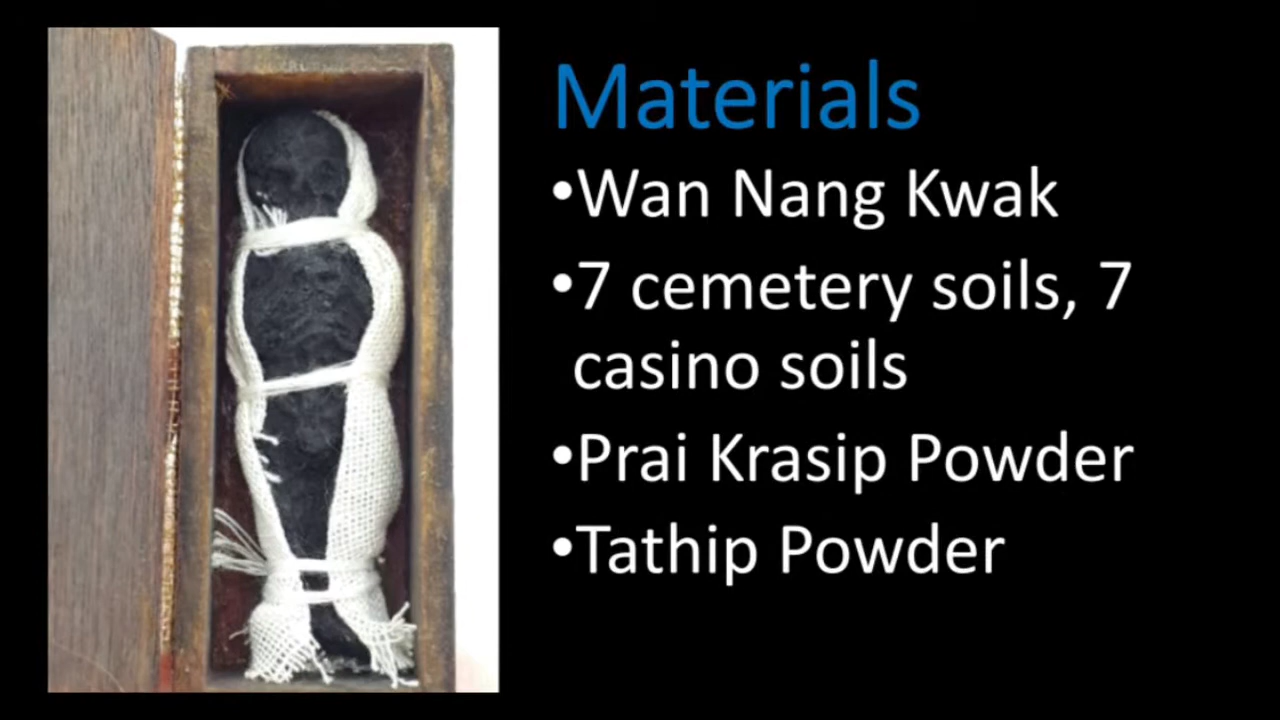 Materials
•Wan Nang Kwak
•7 cemetery soils, 7
casino soils
•Prai Krasip Powder
•Tathip Powder